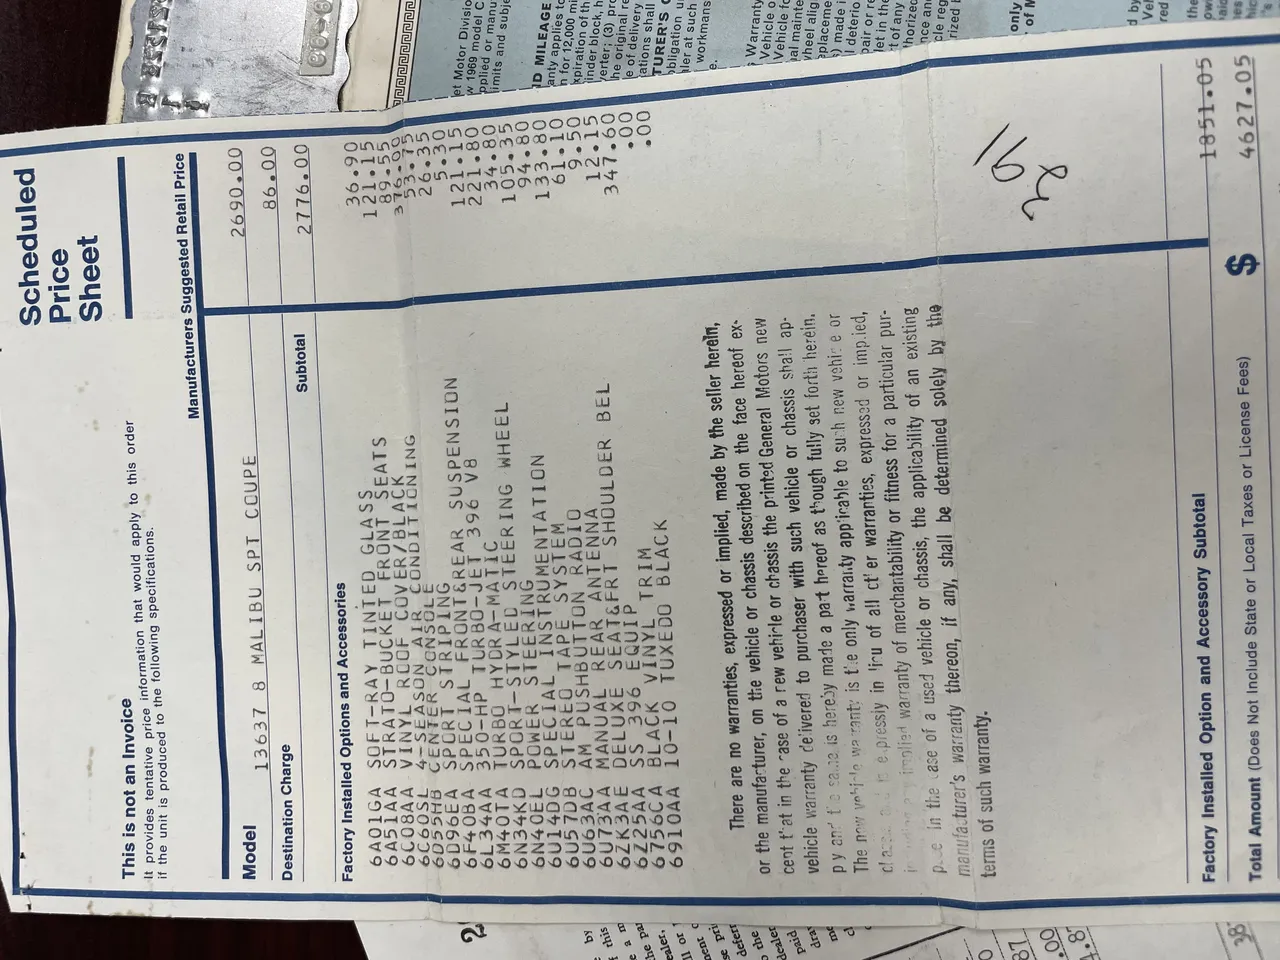 Scheduled
Price
Sheet
This is not an Invoice
It provides tentative price information that would apply to this order
if the unit is produced to the following specifications.
Manufacturers Suggested Retail Price
Model
13637 8 MALIBU SPT COUPE 2690.00
Destination Charge 86.00
Subtotal 2776.00
Factory Installed Options and Accessories
6A01GA SOFT-RAY TINTED GLASS 36.90
6A51AA STRATO-BUCKET FRONT SEATS 121.15
6C08AA VINYL ROOF COVER/BLACK 89.55
6C60SL 4-SEASON AIR CONDITIONING 376.00
6D55HB CENTER CONSOLE 53.75
6D96EA SPORT STRIPING 26.35
6F40BA SPECIAL FRONT&REAR SUSPENSION 5.30
6L34AA 350-HP TURBO-JET 396 V8 121.15
6M40TA TURBO HYDRA-MATIC 221.80
6N34KD SPORT-STYLED STEERING WHEEL 34.80
6N40EL POWER STEERING 105.35
6U14DG SPECIAL INSTRUMENTATION 94.80
6U57DB STEREO TAPE SYSTEM 133.80
6U63AC AM PUSHBUTTON RADIO 61.10
6U73AA MANUAL REAR ANTENNA 9.50
6ZK3AE DELUXE SEAT&FRT SHOULDER BEL 12.15
6Z25AA SS 396 EQUIP 347.60
6756CA BLACK VINYL TRIM .00
6910AA 10-10 TUXEDO BLACK .00
There are no warranties, expressed or implied, made by the seller herein,
or the manufacturer, on the vehicle or chassis described on the face hereof ex-
cept that in the case of a new vehicle or chassis the printed General Motors new
vehicle warranty delivered to purchaser with such vehicle or chassis shall ap-
ply and the same is hereby made a part hereof as though fully set forth herein.
The new vehicle warranty is the only warranty applicable to such new vehicle or
and is expressly in lieu of all other warranties, expressed or implied,
implied warranty of merchantability or fitness for a particular pur-
pose in the case of a used vehicle or chassis, the applicability of an existing
manufacturer's warranty thereon, if any, shall be determined solely by the
terms of such warranty.
Factory Installed Option and Accessory Subtotal 1851.05
Total Amount (Does Not Include State or Local Taxes or License Fees) $ 4627.05